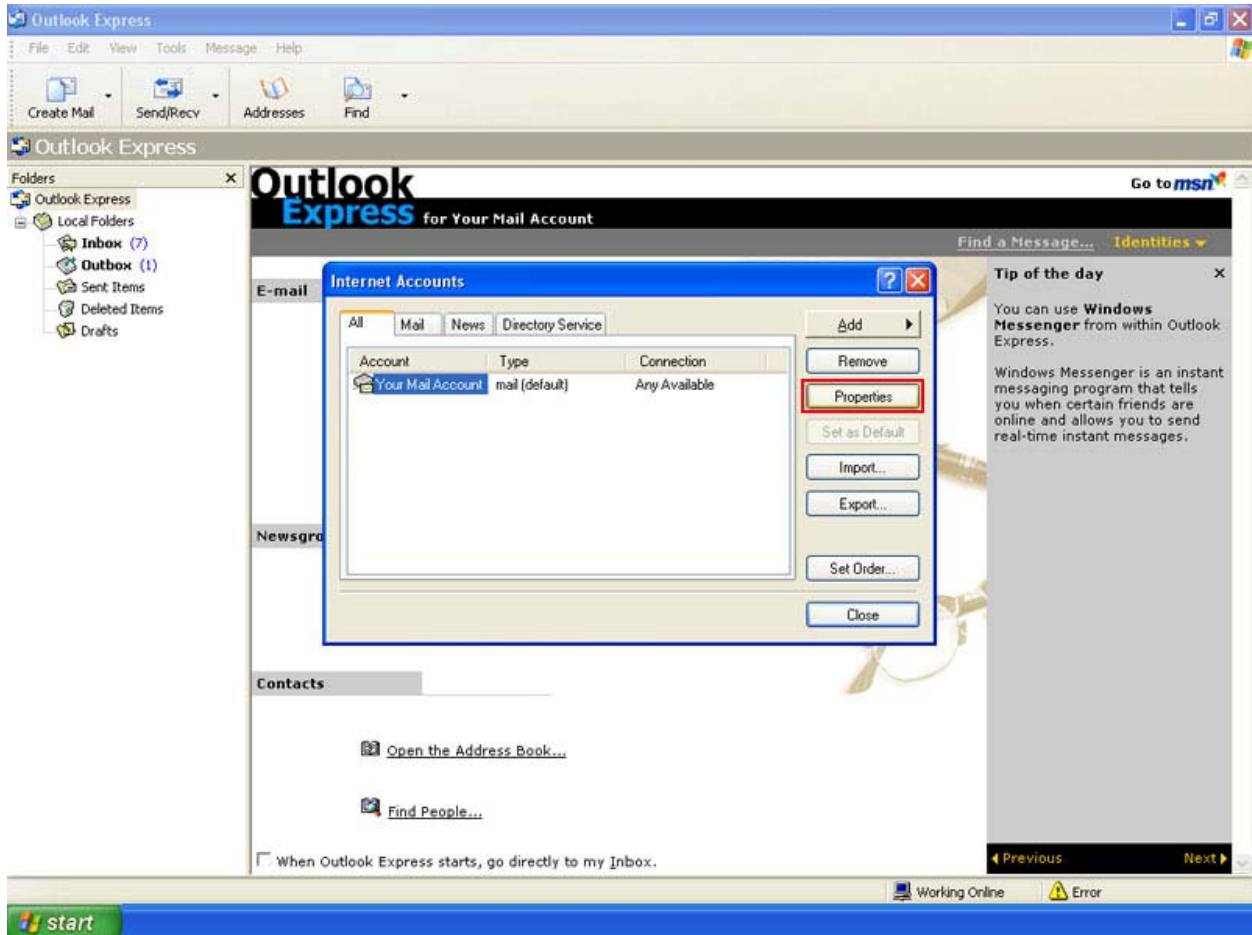 Outlook Express
File Edit View Tools Message Help
Create Mail Send/Recv Addresses Find
Outlook Express
Folders
Outlook Express
Local Folders
Inbox (7)
Outbox (1)
Sent Items
Deleted Items
Drafts
Outlook
Express for Your Mail Account
Go to msn
Find a Message... Identities
E-mail
Newsgro
Contacts
Open the Address Book...
Find People...
When Outlook Express starts, go directly to my Inbox.
Internet Accounts
All Mail News Directory Service
Account Type Connection
Your Mail Account mail (default) Any Available
Add
Remove
Properties
Set as Default
Import...
Export...
Set Order...
Close
Tip of the day
You can use Windows
Messenger from within Outlook
Express.
Windows Messenger is an instant
messaging program that tells
you when certain friends are
online and allows you to send
real-time instant messages.
Previous Next
Working Online Error
start